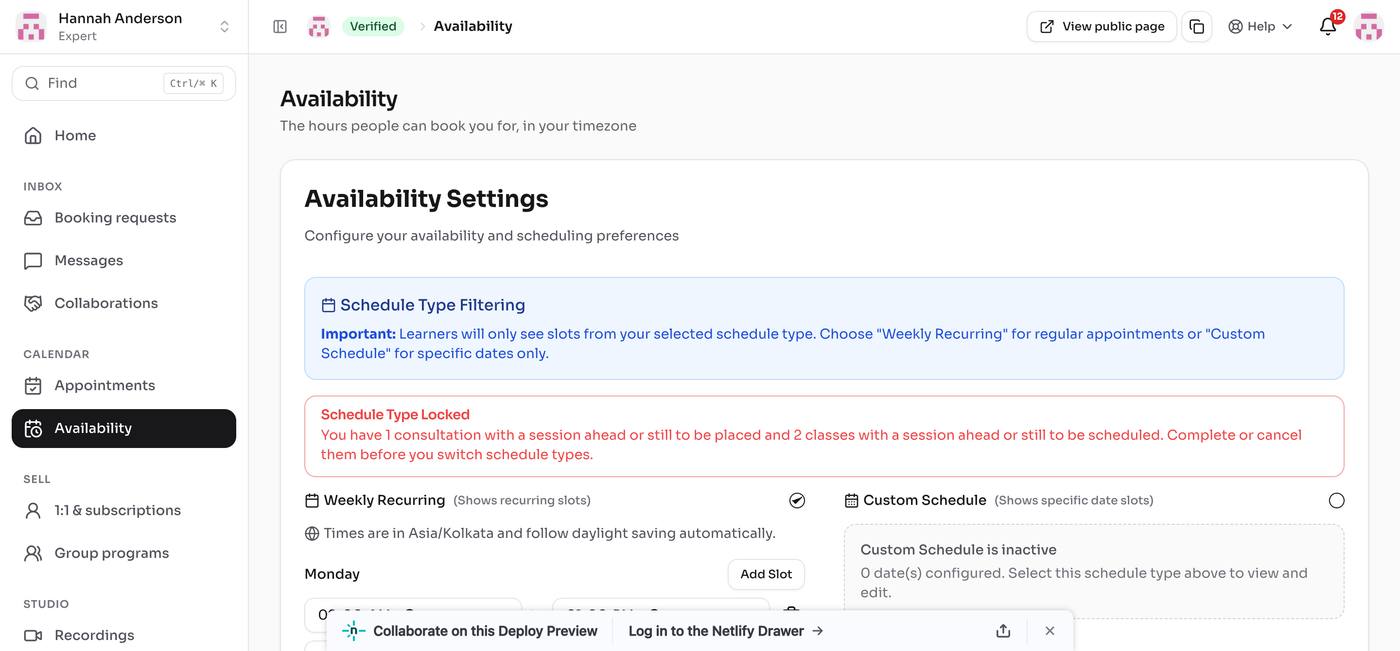 Hannah Anderson
Expert
Verified
Availability
View public page
Help
12
Find
Ctrl/⌘ K
Home
INBOX
Booking requests
Messages
Collaborations
CALENDAR
Appointments
Availability
SELL
1:1 & subscriptions
Group programs
STUDIO
Recordings
Availability
The hours people can book you for, in your timezone
Availability Settings
Configure your availability and scheduling preferences
Schedule Type Filtering
Important: Learners will only see slots from your selected schedule type. Choose "Weekly Recurring" for regular appointments or "Custom
Schedule" for specific dates only.
Schedule Type Locked
You have 1 consultation with a session ahead or still to be placed and 2 classes with a session ahead or still to be scheduled. Complete or cancel
them before you switch schedule types.
Weekly Recurring (Shows recurring slots)
Times are in Asia/Kolkata and follow daylight saving automatically.
Monday
Add Slot
Custom Schedule (Shows specific date slots)
Custom Schedule is inactive
0 date(s) configured. Select this schedule type above to view and
edit.
Collaborate on this Deploy Preview
Log in to the Netlify Drawer →